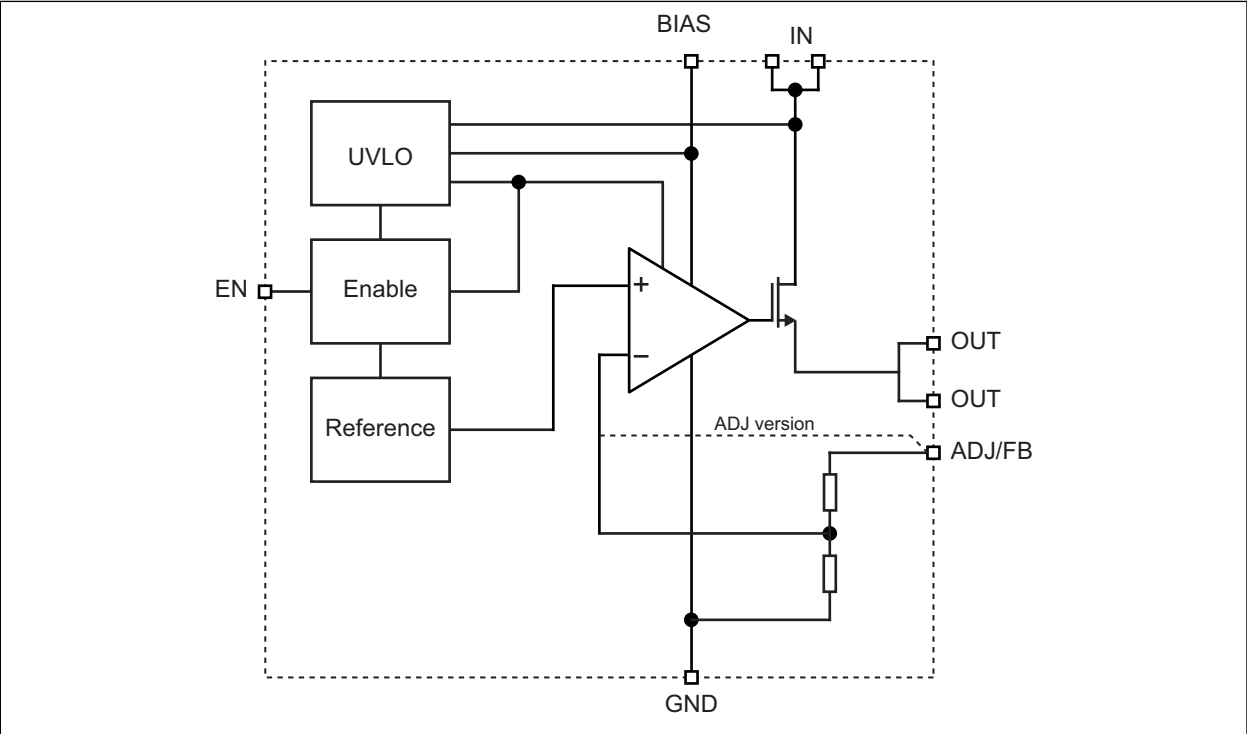 BIAS
IN
UVLO
EN
Enable
+
−
Reference
OUT
OUT
ADJ version
ADJ/FB
GND